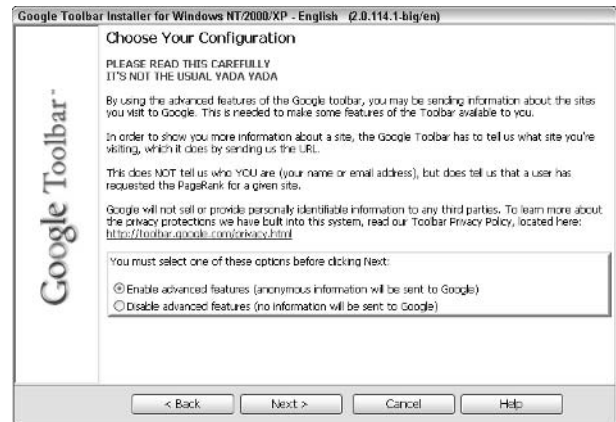 Google Toolbar Installer for Windows NT/2000/XP - English (2.0.114.1-big/en)
Google Toolbar™
Choose Your Configuration
PLEASE READ THIS CAREFULLY
IT'S NOT THE USUAL YADA YADA
By using the advanced features of the Google toolbar, you may be sending information about the sites
you visit to Google. This is needed to make some features of the Toolbar available to you.
In order to show you more information about a site, the Google Toolbar has to tell us what site you're
visiting, which it does by sending us the URL.
This does NOT tell us who YOU are (your name or email address), but does tell us that a user has
requested the PageRank for a given site.
Google will not sell or provide personally identifiable information to any third parties. To learn more about
the privacy protections we have built into this system, read our Toolbar Privacy Policy, located here:
http://toolbar.google.com/privacy.html
You must select one of these options before clicking Next:
Enable advanced features (anonymous information will be sent to Google)
Disable advanced features (no information will be sent to Google)
< Back
Next >
Cancel
Help